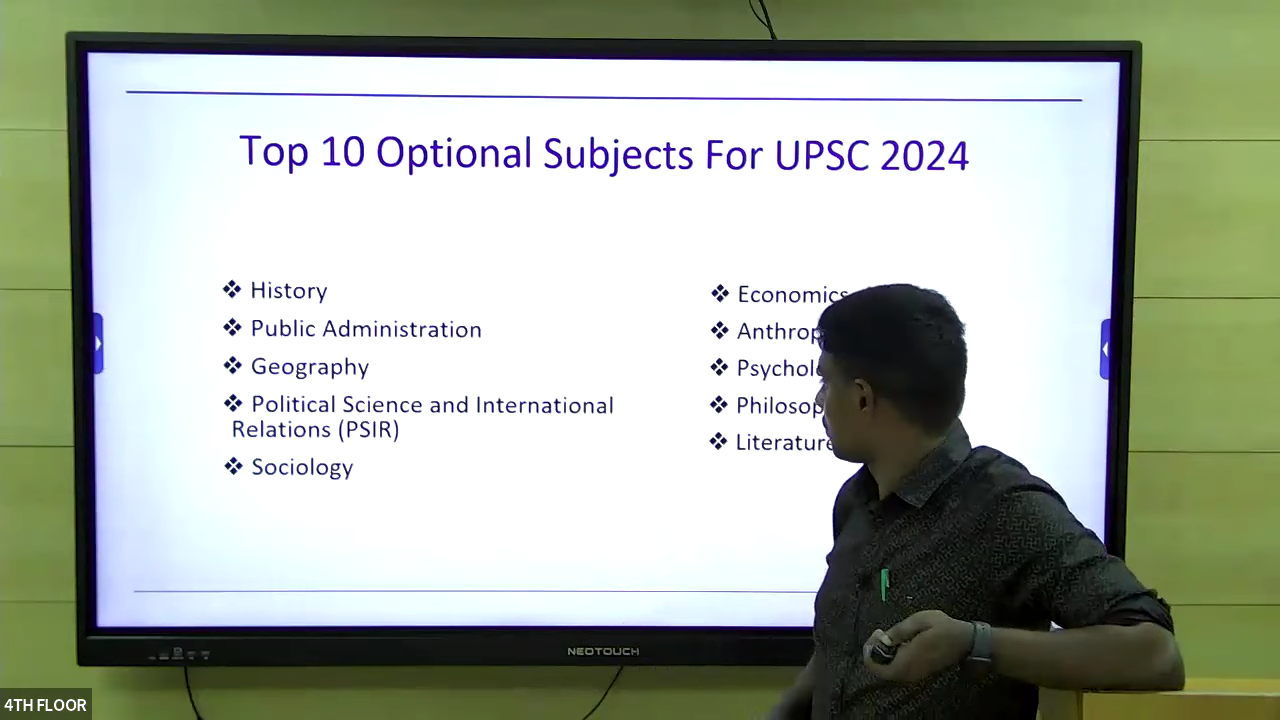 Top 10 Optional Subjects For UPSC 2024
❖ History
❖ Public Administration
❖ Geography
❖ Political Science and International
Relations (PSIR)
❖ Sociology
❖ Economics
❖
❖
❖
❖ Literature
NEOTOUCH
4TH FLOOR